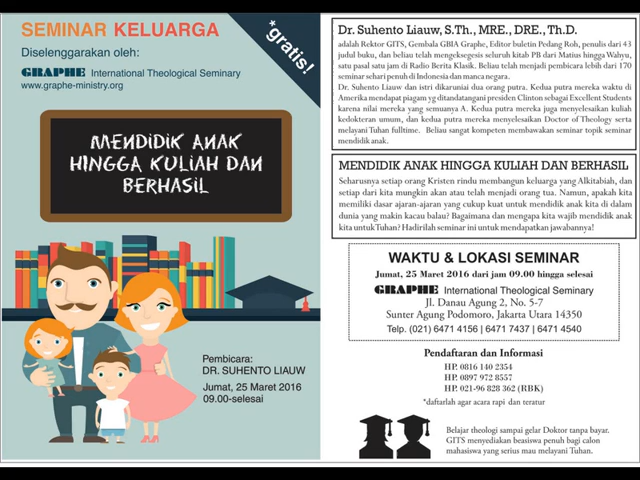 SEMINAR KELUARGA
Diselenggarakan oleh:
GRAPHE International Theological Seminary
www.graphe-ministry.org
*gratis!
MENDIDIK ANAK
HINGGA KULIAH DAN
BERHASIL
Pembicara:
DR. SUHENTO LIAUW
Jumat, 25 Maret 2016
09.00-selesai
Dr. Suhento Liauw, S.Th., MRE., DRE., Th.D.
adalah Rektor GITS, Gembala GBIA Graphe, Editor buletin Pedang Roh, penulis dari 43
judul buku, dan beliau telah mengeksegesis seluruh kitab PB dari Matius hingga Wahyu,
satu pasal satu jam di Radio Berita Klasik. Beliau telah menjadi pembicara lebih dari 170
seminar sehari penuh di Indonesia dan manca negara.
Dr. Suhento Liauw dan istri dikaruniai dua orang putra. Kedua putra mereka waktu di
Amerika mendapat piagam yg ditandatangani presiden Clinton sebagai Excellent Students
karena nilai mereka yang semuanya A. Kedua putra mereka juga menyelesaikan kuliah
kedokteran umum, dan kedua putra mereka menyelesaikan Doctor of Theology serta
melayani Tuhan fulltime. Beliau sangat kompeten membawakan seminar topik seminar
mendidik anak.
MENDIDIK ANAK HINGGA KULIAH DAN BERHASIL
Seharusnya setiap orang Kristen rindu membangun keluarga yang Alkitabiah, dan
setiap dari kita mungkin akan atau telah menjadi orang tua. Namun, apakah kita
memiliki dasar ajaran-ajaran yang cukup kuat untuk mendidik anak kita di dalam
dunia yang makin kacau balau? Bagaimana dan mengapa kita wajib mendidik anak
kita untuk Tuhan? Hadirilah seminar ini untuk mendapatkan jawabannya!
WAKTU & LOKASI SEMINAR
Jumat, 25 Maret 2016 dari jam 09.00 hingga selesai
GRAPHE International Theological Seminary
Jl. Danau Agung 2, No. 5-7
Sunter Agung Podomoro, Jakarta Utara 14350
Telp. (021) 6471 4156 | 6471 7437 | 6471 4540
Pendaftaran dan Informasi
HP. 0816 140 2354
HP. 0897 972 8557
HP. 021-96 828 362 (RBK)
*daftarlah agar acara rapi dan teratur
Belajar theologi sampai gelar Doktor tanpa bayar.
GITS menyediakan beasiswa penuh bagi calon
mahasiswa yang serius mau melayani Tuhan.